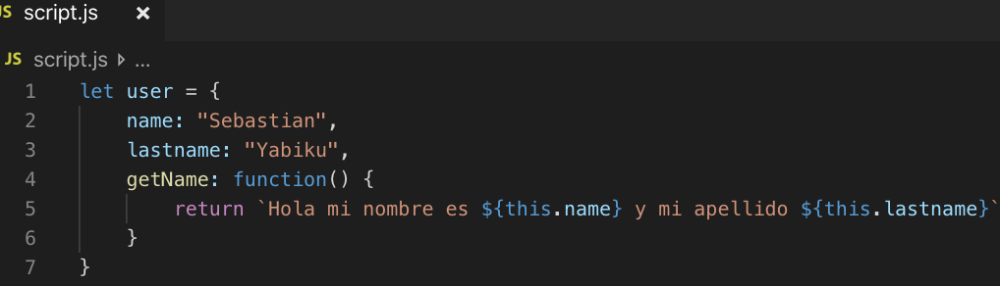 JS script.js ×
JS script.js ...
1 let user = {
2 name: "Sebastian",
3 lastname: "Yabiku",
4 getName: function() {
5 return `Hola mi nombre es ${this.name} y mi apellido ${this.lastname}`
6 }
7 }